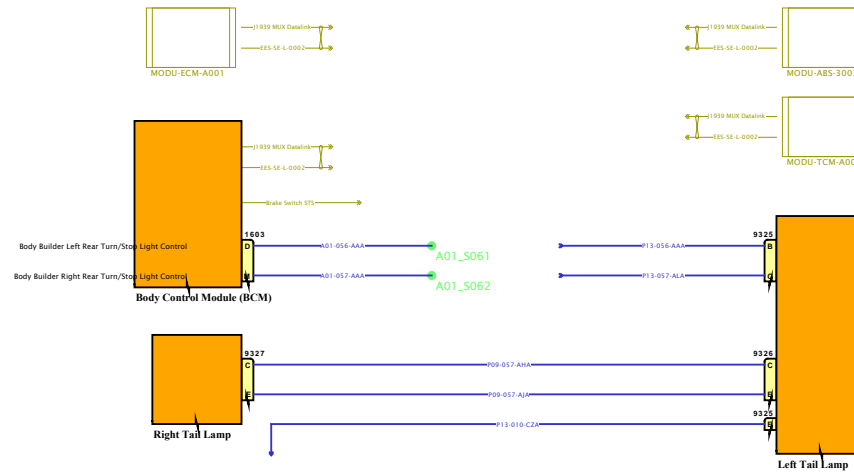 J1939 MUX Datalink
EES-SE-L-0002
MODU-ECM-A001
J1939 MUX Datalink
EES-SE-L-0002
MODU-ABS-300
J1939 MUX Datalink
EES-SE-L-0002
MODU-TCM-A00
J1939 MUX Datalink
EES-SE-L-0002
Brake Switch STS
1603
Body Builder Left Rear Turn/Stop Light Control
D
A01-056-AAA
A01_S061
Body Builder Right Rear Turn/Stop Light Control
A01-057-AAA
A01_S062
Body Control Module (BCM)
9325
P13-056-AAA
B
P13-057-ALA
9327
C
P09-057-AHA
9326
C
E
P09-057-AJA
P13-010-CZA
9325
Right Tail Lamp
Left Tail Lamp